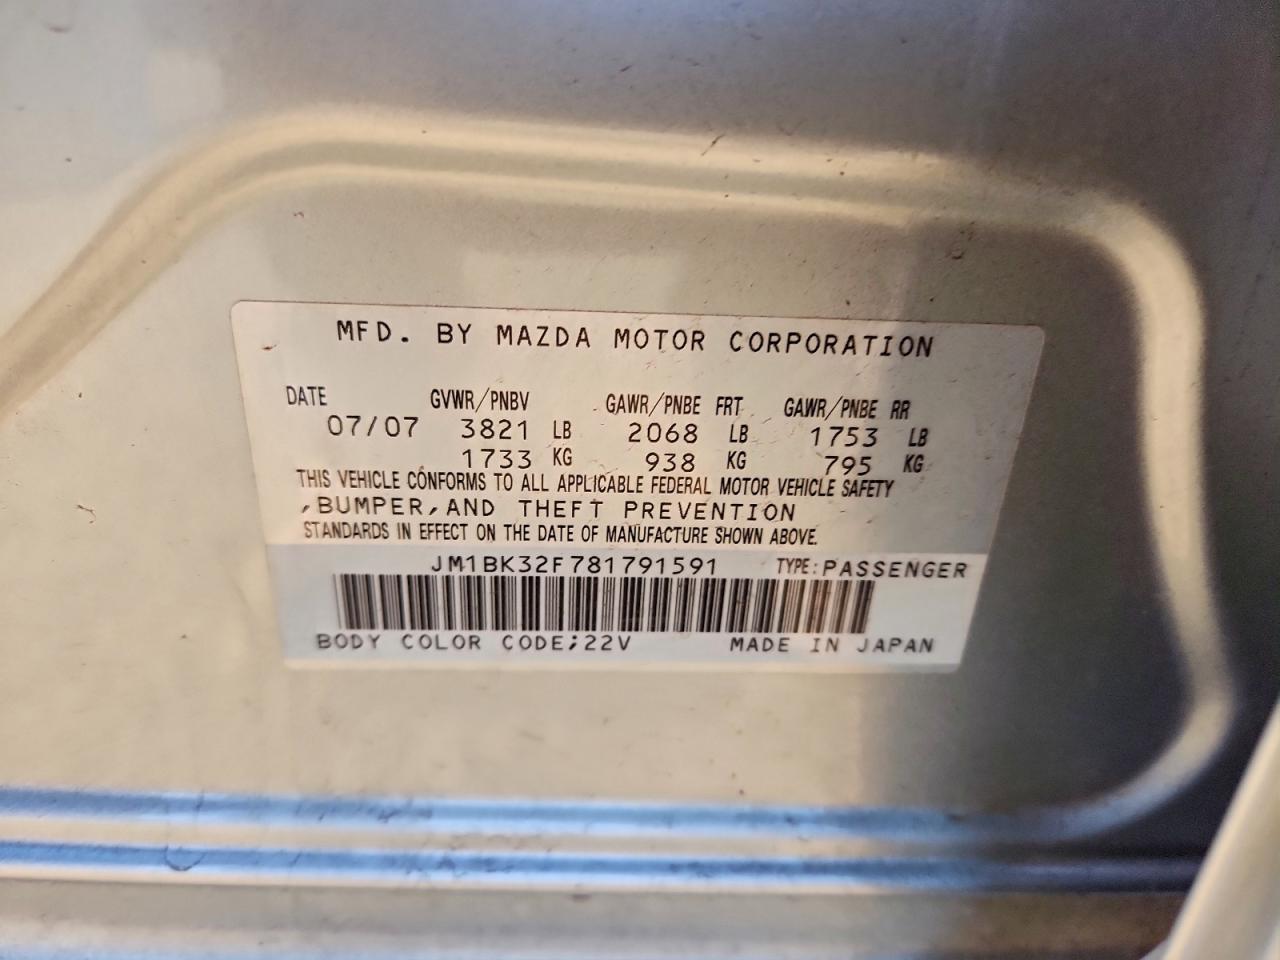 MFD. BY MAZDA MOTOR CORPORATION
DATE GVWR/PNBV GAWR/PNBE FRT GAWR/PNBE RR
07/07 3821 LB 2068 LB 1753 LB
1733 KG 938 KG 795 KG
THIS VEHICLE CONFORMS TO ALL APPLICABLE FEDERAL MOTOR VEHICLE SAFETY
,BUMPER,AND THEFT PREVENTION
STANDARDS IN EFFECT ON THE DATE OF MANUFACTURE SHOWN ABOVE.
JM1BK32F781791591 TYPE:PASSENGER
BODY COLOR CODE;22V MADE IN JAPAN